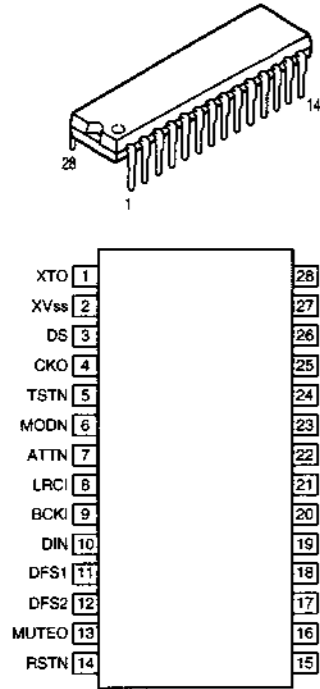 14
28
1
XTO 1 28
XVss 2 27
DS 3 26
CKO 4 25
TSTN 5 24
MODN 6 23
ATTN 7 22
LRCI 8 21
BCKI 9 20
DIN 10 19
DFS1 11 18
DFS2 12 17
MUTEO 13 16
RSTN 14 15